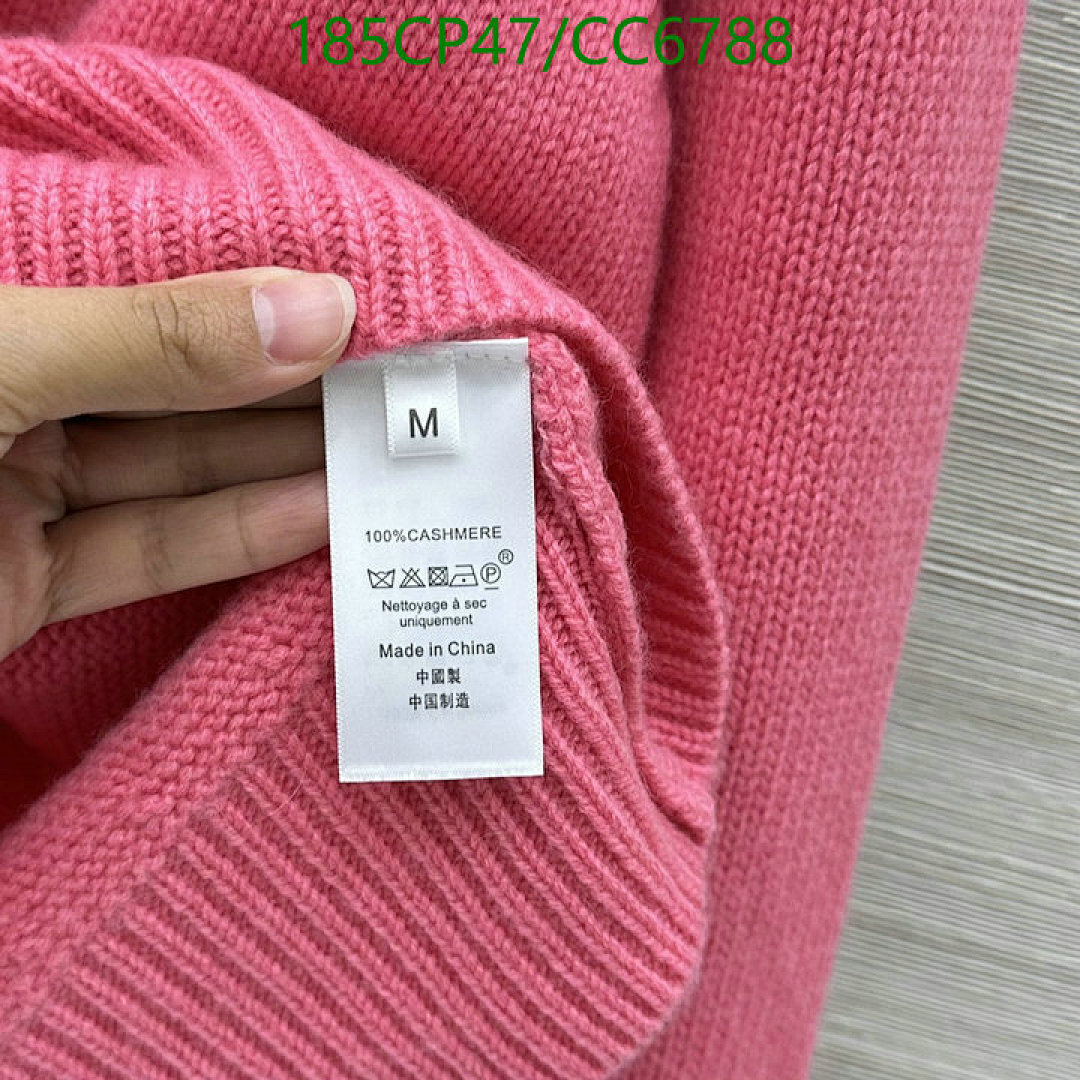 185CP47/CC6788
M
100%CASHMERE
P ®
Nettoyage à sec
uniquement
Made in China
中國製
中国制造